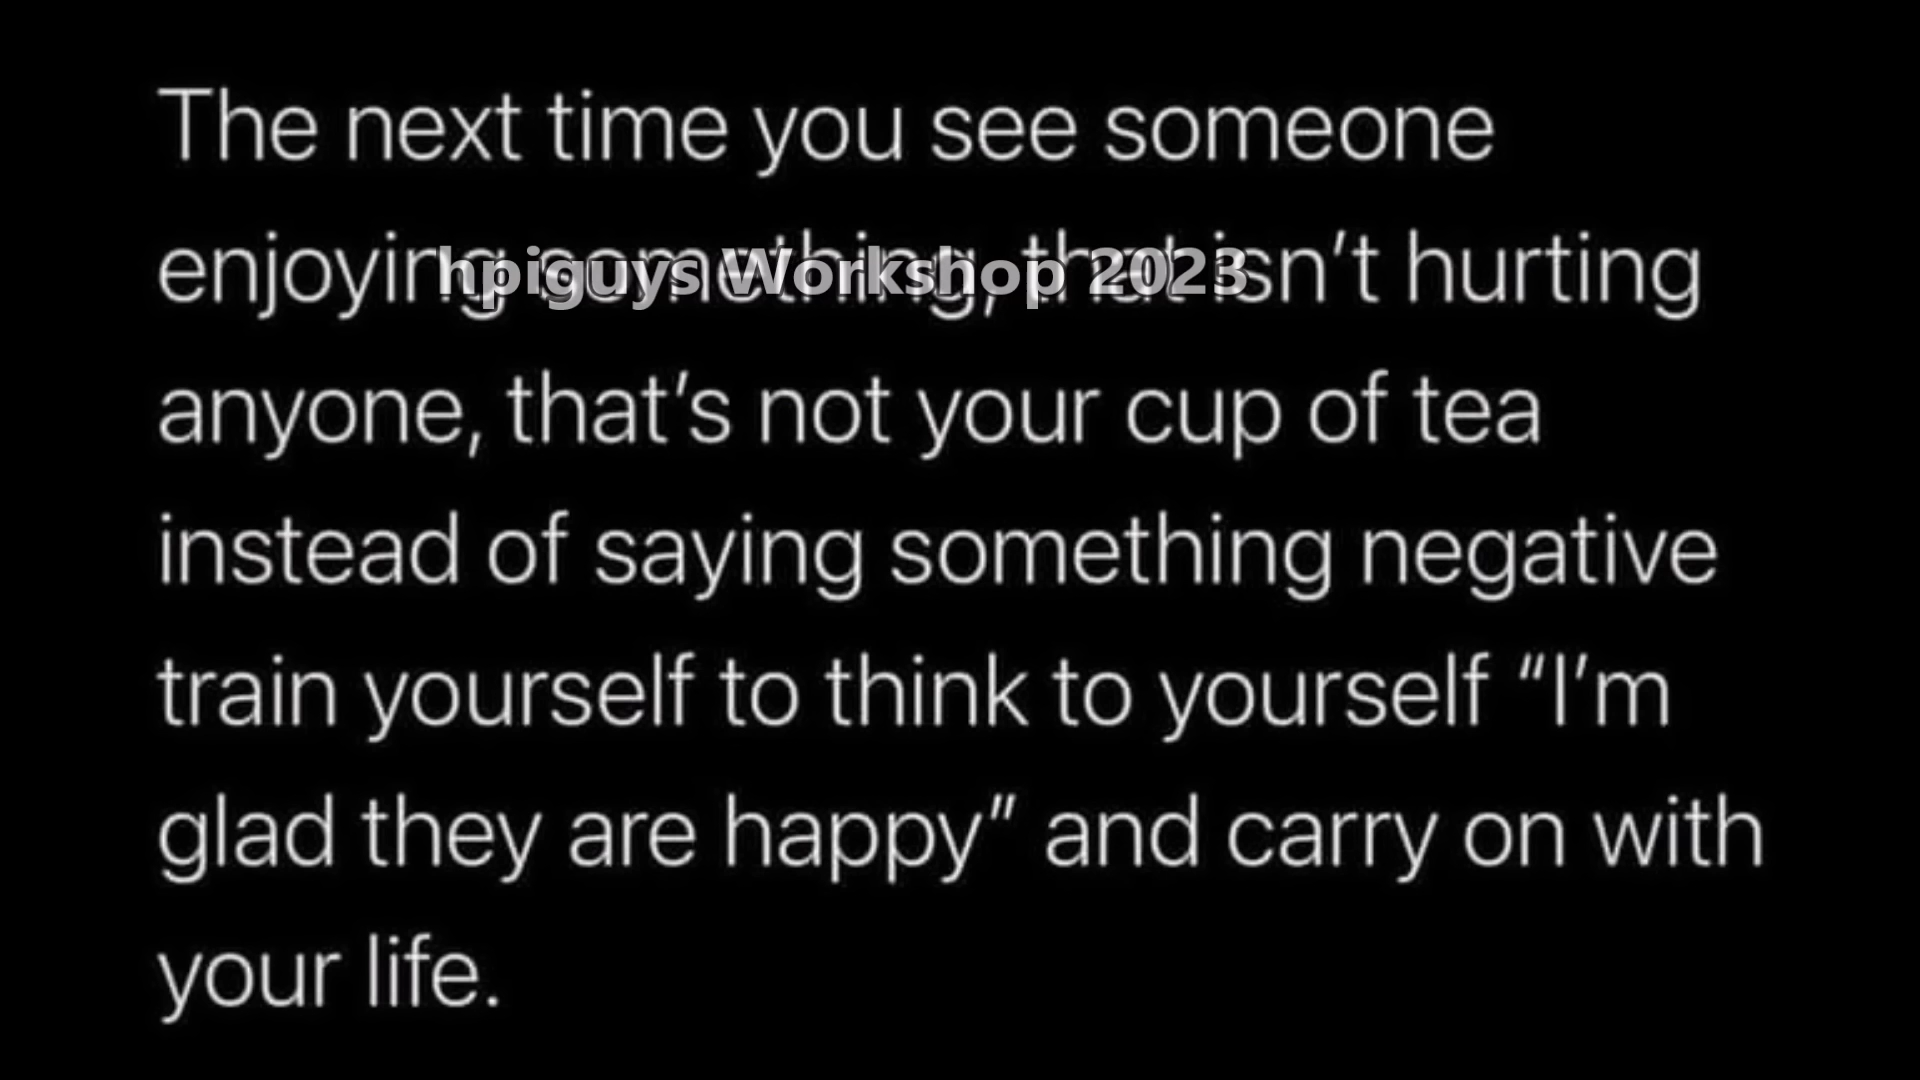 The next time you see someone
enjoying something, that isn’t hurting
hpiguys Workshop 2023
anyone, that’s not your cup of tea
instead of saying something negative
train yourself to think to yourself “I’m
glad they are happy” and carry on with
your life.